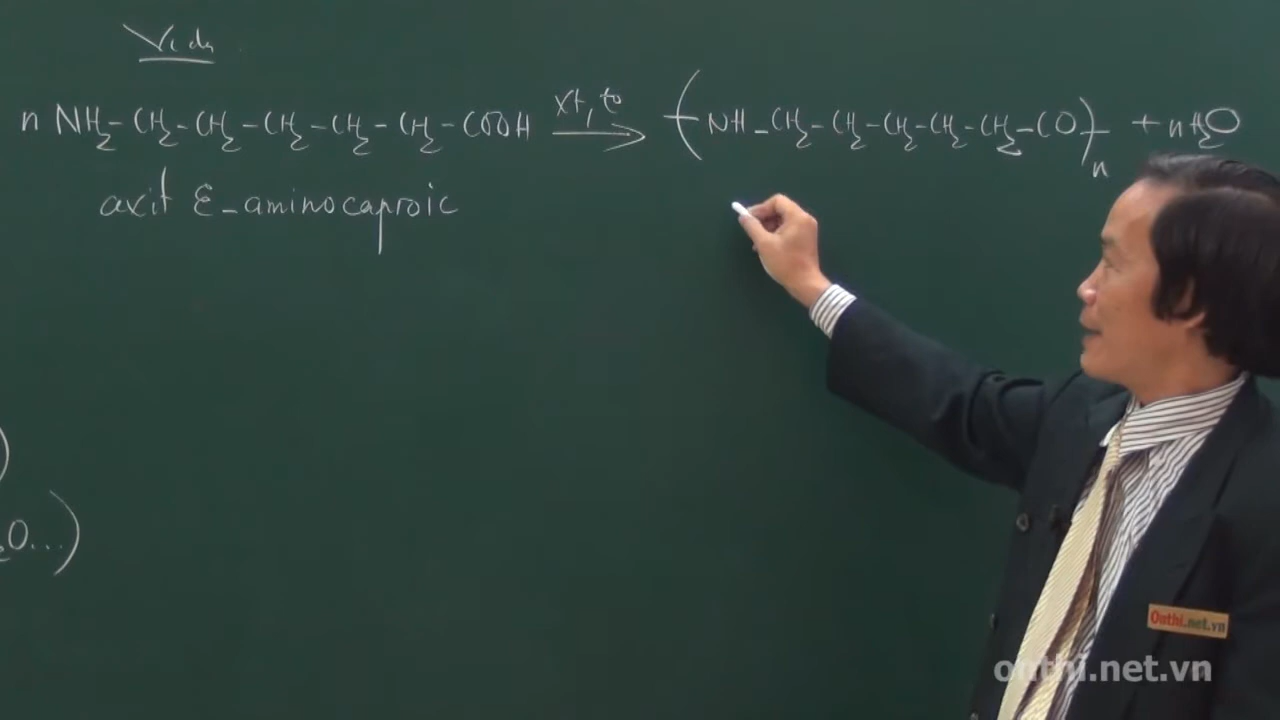 Ví dụ
n NH₂-CH₂-CH₂-CH₂-CH₂-CH₂-COOH xt, t° → (-NH-CH₂-CH₂-CH₂-CH₂-CH₂-CO-)n + nH₂O
axit ε-aminocaproic
)
₂O...)
Onthi.net.vn
onthi.net.vn